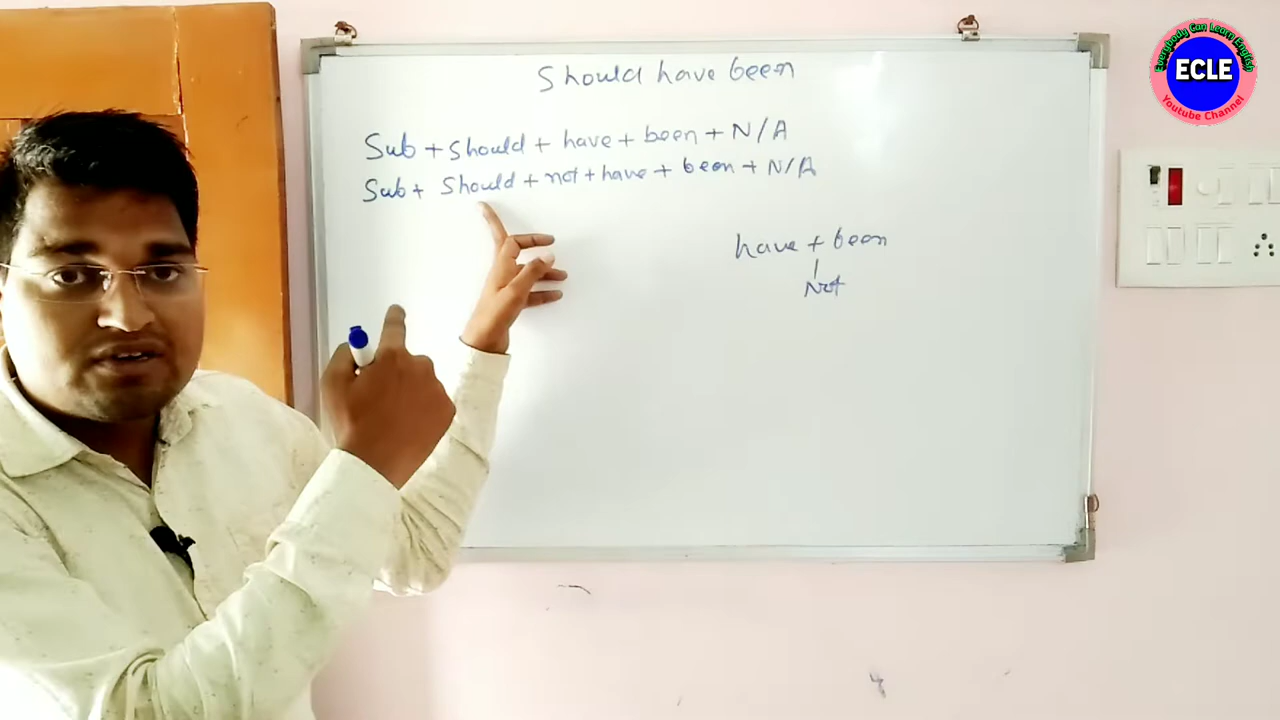 Should have been
Sub + Should + have + been + N/A
Sub + Should + not + have + been + N/A
have + been
Not
Everybody Can Learn English
ECLE
Youtube Channel